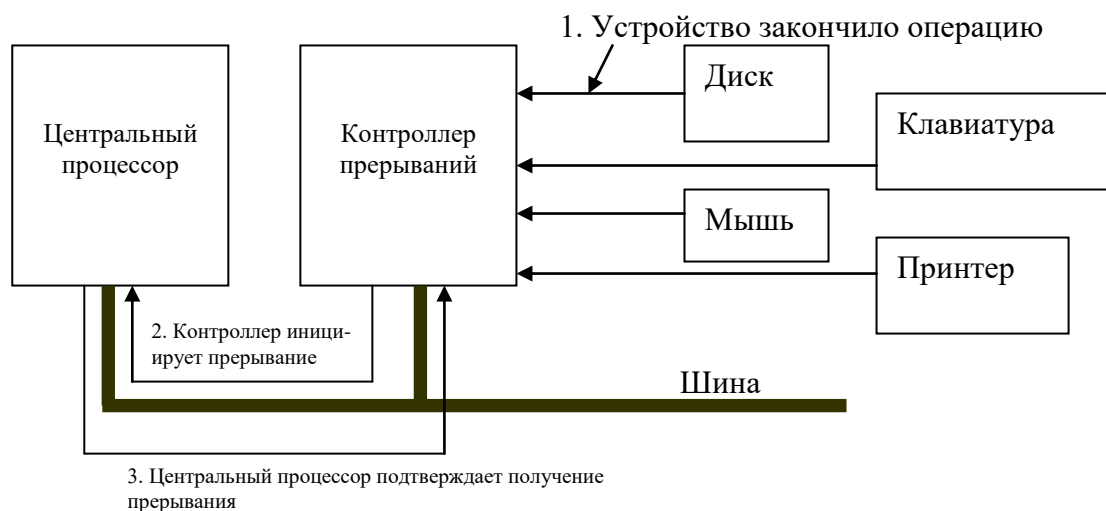 1. Устройство закончило операцию
Диск
Клавиатура
Центральный
процессор
Контроллер
прерываний
Мышь
Принтер
2. Контроллер иници-
ирует прерывание
Шина
3. Центральный процессор подтверждает получение
прерывания